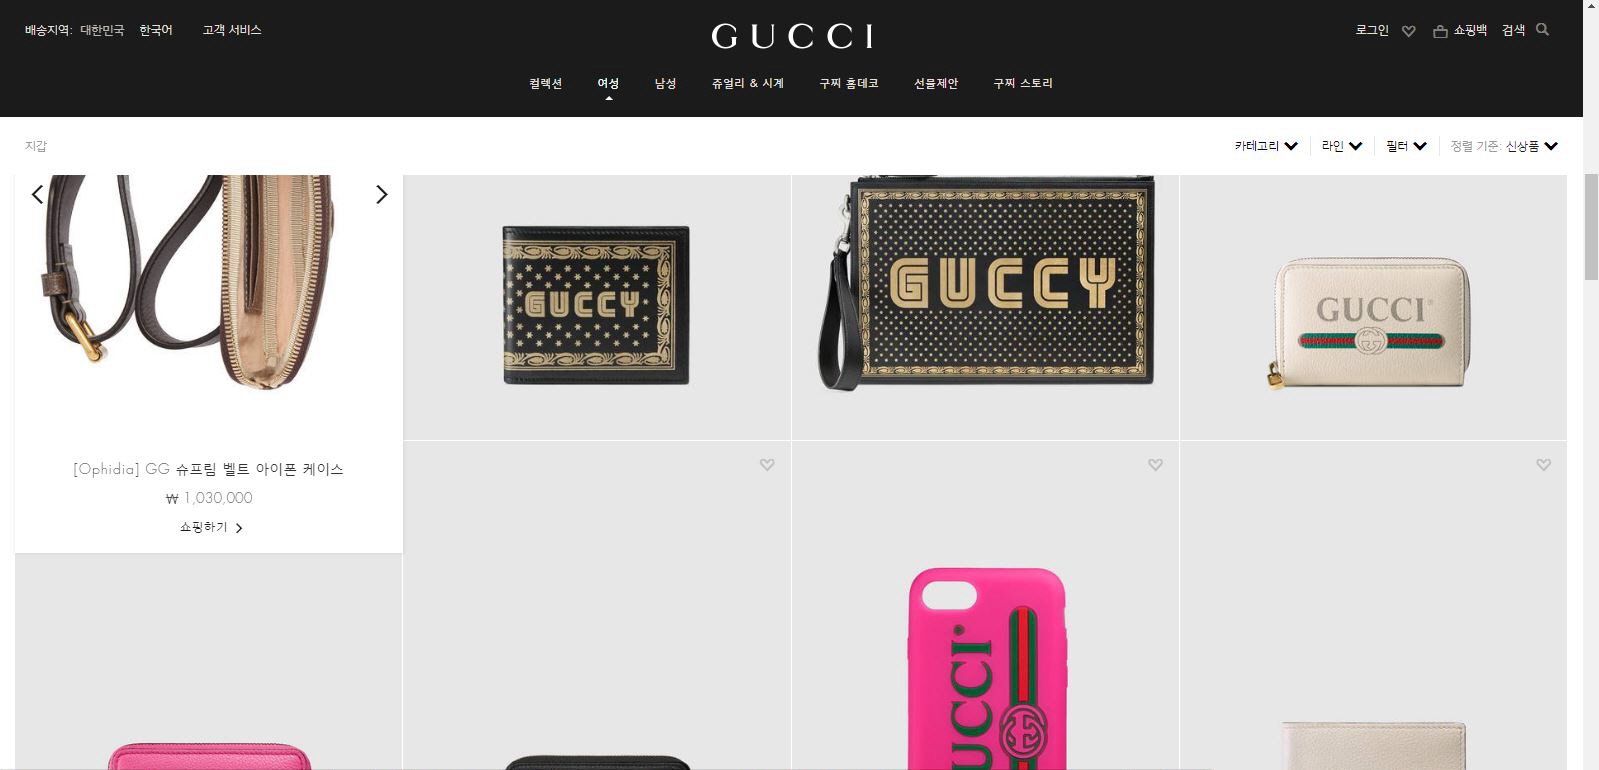 배송지역: 대한민국 한국어 고객 서비스
GUCCI
로그인 쇼핑백 검색
컬렉션 여성 남성 쥬얼리 & 시계 구찌 홈데코 선물제안 구찌 스토리
지갑
카테고리 라인 필터 정렬 기준: 신상품
GUCCY
GUCCY
GUCCI
[Ophidia] GG 슈프림 벨트 아이폰 케이스
₩ 1,030,000
쇼핑하기
UCCI